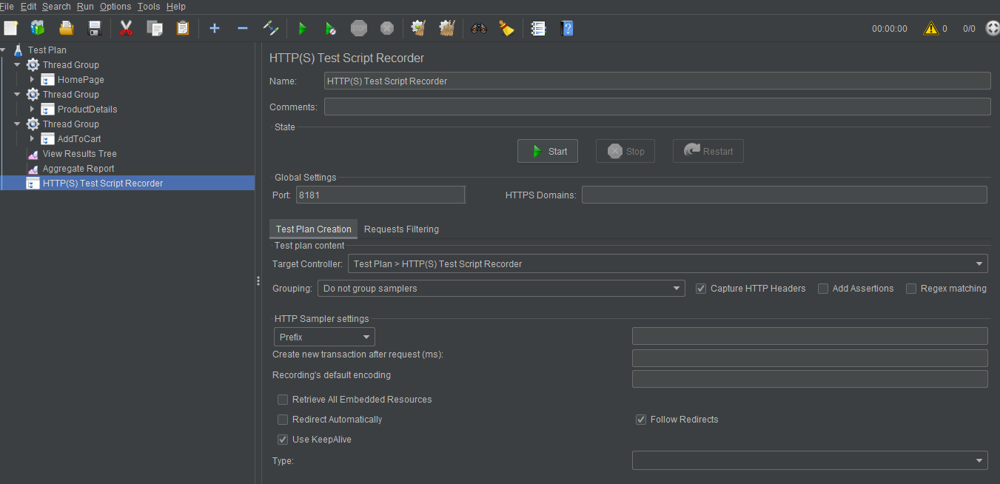 File Edit Search Run Options Tools Help
STOP
00:00:00 0 0/0
Test Plan
Thread Group
HomePage
Thread Group
ProductDetails
Thread Group
AddToCart
View Results Tree
Aggregate Report
HTTP(S) Test Script Recorder
HTTP(S) Test Script Recorder
Name: HTTP(S) Test Script Recorder
Comments:
State
Start Stop Restart
Global Settings
Port: 8181 HTTPS Domains:
Test Plan Creation Requests Filtering
Test plan content
Target Controller: Test Plan > HTTP(S) Test Script Recorder
Grouping: Do not group samplers Capture HTTP Headers Add Assertions Regex matching
HTTP Sampler settings
Prefix
Create new transaction after request (ms):
Recording's default encoding
Retrieve All Embedded Resources
Redirect Automatically Follow Redirects
Use KeepAlive
Type: